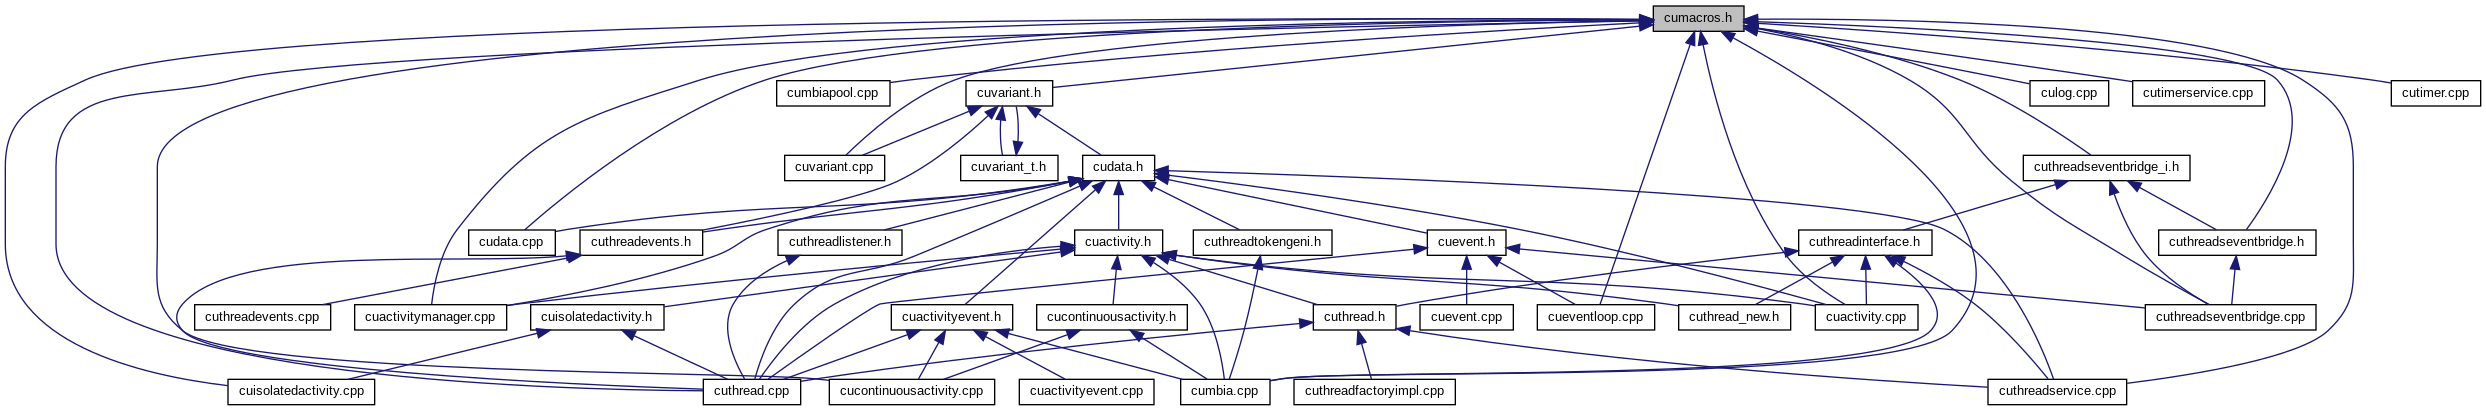 cumacros.h
cumbiapool.cpp
cuvariant.h
culog.cpp
cutimerservice.cpp
cutimer.cpp
cuvariant.cpp
cuvariant_t.h
cudata.h
cuthreadseventbridge_i.h
cudata.cpp
cuthreadevents.h
cuthreadlistener.h
cuactivity.h
cuthreadtokengeni.h
cuevent.h
cuthreadinterface.h
cuthreadseventbridge.h
cuthreadevents.cpp
cuactivitymanager.cpp
cuisolatedactivity.h
cuactivityevent.h
cucontinuousactivity.h
cuthread.h
cuevent.cpp
cueventloop.cpp
cuthread_new.h
cuactivity.cpp
cuthreadseventbridge.cpp
cuisolatedactivity.cpp
cuthread.cpp
cucontinuousactivity.cpp
cuactivityevent.cpp
cumbia.cpp
cuthreadfactoryimpl.cpp
cuthreadservice.cpp